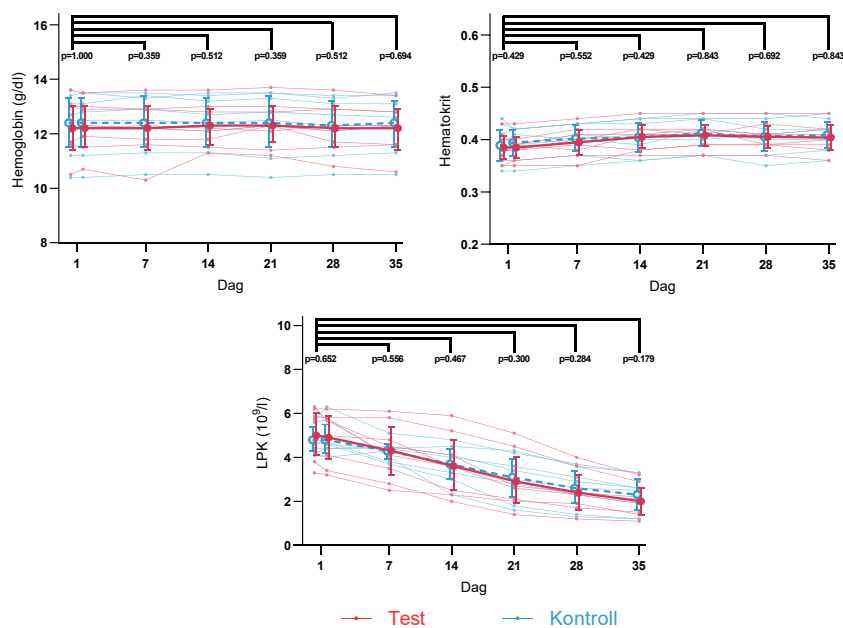 16
14
12
10
8
Hemoglobin (g/dl)
p=1.000 p=0.359 p=0.512 p=0.359 p=0.512 p=0.694
1 7 14 21 28 35
Dag
0.6
0.5
0.4
0.3
0.2
Hematokrit
p=0.429 p=0.552 p=0.429 p=0.843 p=0.692 p=0.843
1 7 14 21 28 35
Dag
10
8
6
4
2
0
LPK (10⁹/l)
p=0.652 p=0.556 p=0.467 p=0.300 p=0.284 p=0.179
1 7 14 21 28 35
Dag
Test Kontroll